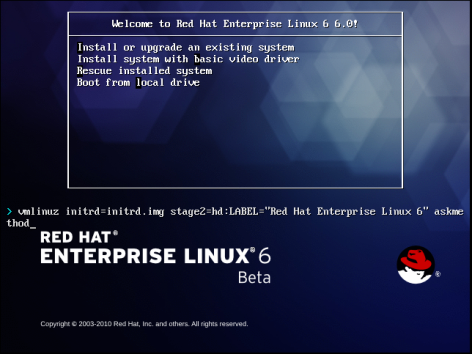 Welcome to Red Hat Enterprise Linux 6 6.0!
Install or upgrade an existing system
Install system with basic video driver
Rescue installed system
Boot from local drive
> vmlinuz initrd=initrd.img stage2=hd:LABEL="Red Hat Enterprise Linux 6" askme
thod_
RED HAT®
ENTERPRISE LINUX® 6
Beta
®
Copyright © 2003-2010 Red Hat, Inc. and others. All rights reserved.